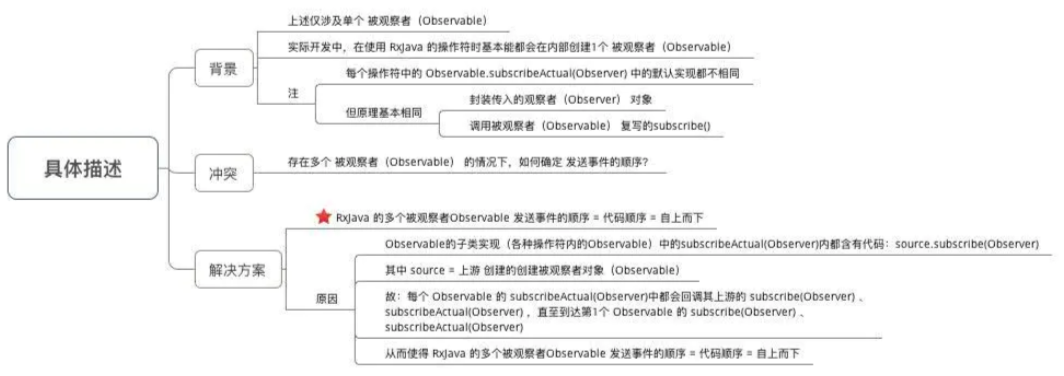 具体描述
背景
上述仅涉及单个 被观察者（Observable）
实际开发中，在使用 RxJava 的操作符时基本能都会在内部创建1个 被观察者（Observable）
注
每个操作符中的 Observable.subscribeActual(Observer) 中的默认实现都不相同
但原理基本相同
封装传入的观察者（Observer） 对象
调用被观察者（Observable） 复写的subscribe()
冲突
存在多个 被观察者（Observable） 的情况下，如何确定 发送事件的顺序？
解决方案
RxJava 的多个被观察者Observable 发送事件的顺序 = 代码顺序 = 自上而下
原因
Observable的子类实现（各种操作符内的Observable）中的subscribeActual(Observer)内都含有代码：source.subscribe(Observer)
其中 source = 上游 创建的创建被观察者对象（Observable）
故：每个 Observable 的 subscribeActual(Observer)中都会回调其上游的 subscribe(Observer) 、
subscribeActual(Observer) ，直至到达第1个 Observable 的 subscribe(Observer) 、
subscribeActual(Observer)
从而使得 RxJava 的多个被观察者Observable 发送事件的顺序 = 代码顺序 = 自上而下